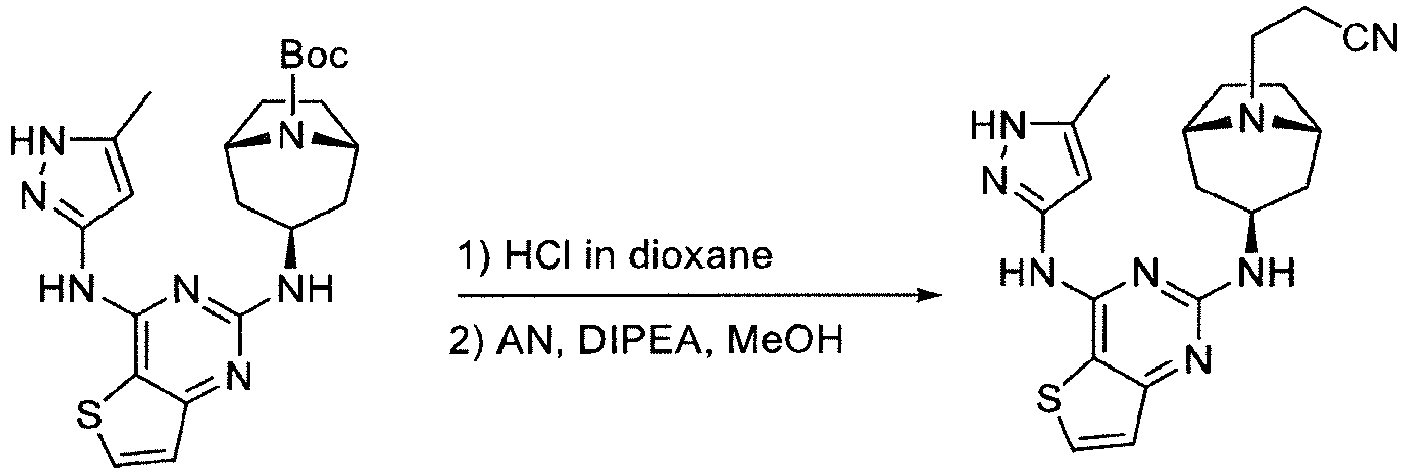 Boc
HN
N
N
HN
N
NH
N
S
1) HCl in dioxane
2) AN, DIPEA, MeOH
CN
N
HN
N
HN
N
NH
N
S